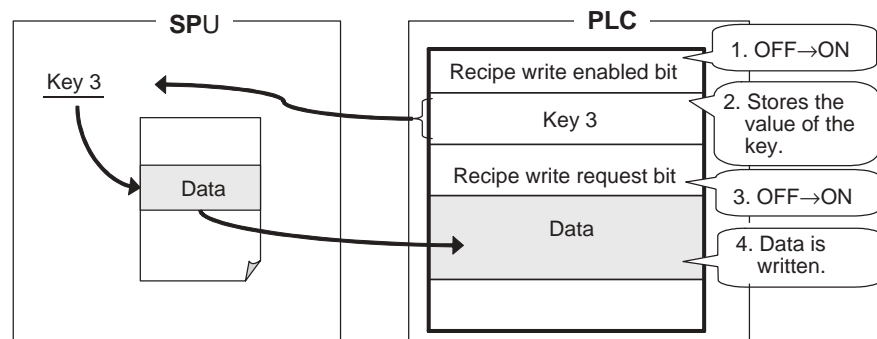 SPU
PLC
Key 3
Data
Recipe write enabled bit
Key 3
Recipe write request bit
Data
1. OFF→ON
2. Stores the
value of the
key.
3. OFF→ON
4. Data is
written.